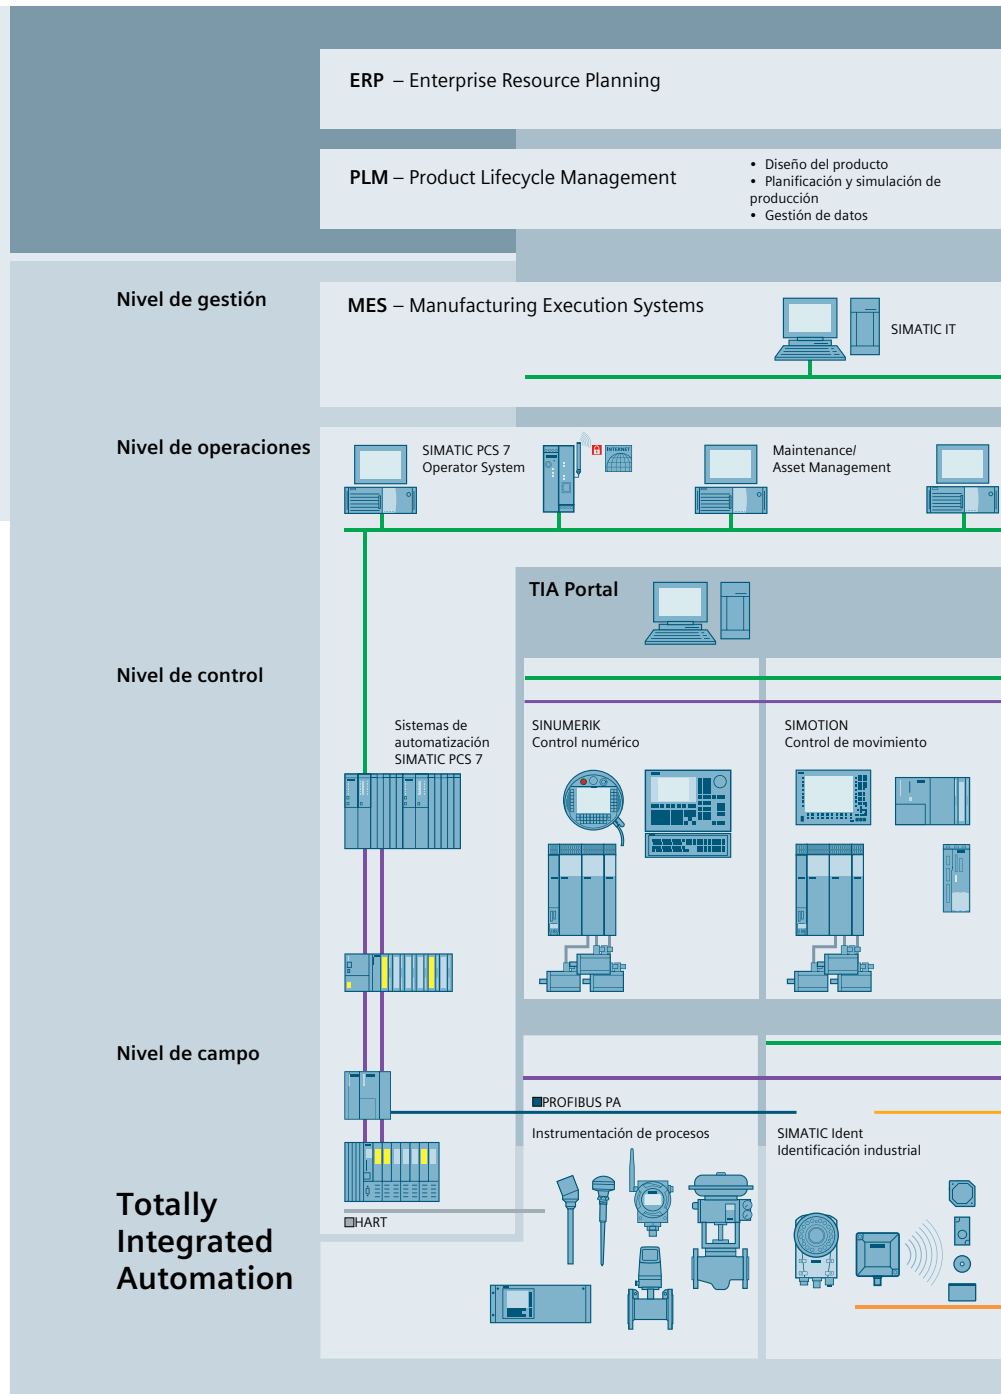 ERP – Enterprise Resource Planning
PLM – Product Lifecycle Management
• Diseño del producto
• Planificación y simulación de
producción
• Gestión de datos
Nivel de gestión
MES – Manufacturing Execution Systems
SIMATIC IT
Nivel de operaciones
SIMATIC PCS 7
Operator System
INTERNET
Maintenance/
Asset Management
TIA Portal
Nivel de control
Sistemas de
automatización
SIMATIC PCS 7
SINUMERIK
Control numérico
SIMOTION
Control de movimiento
Nivel de campo
PROFIBUS PA
Instrumentación de procesos
SIMATIC Ident
Identificación industrial
HART
Totally
Integrated
Automation